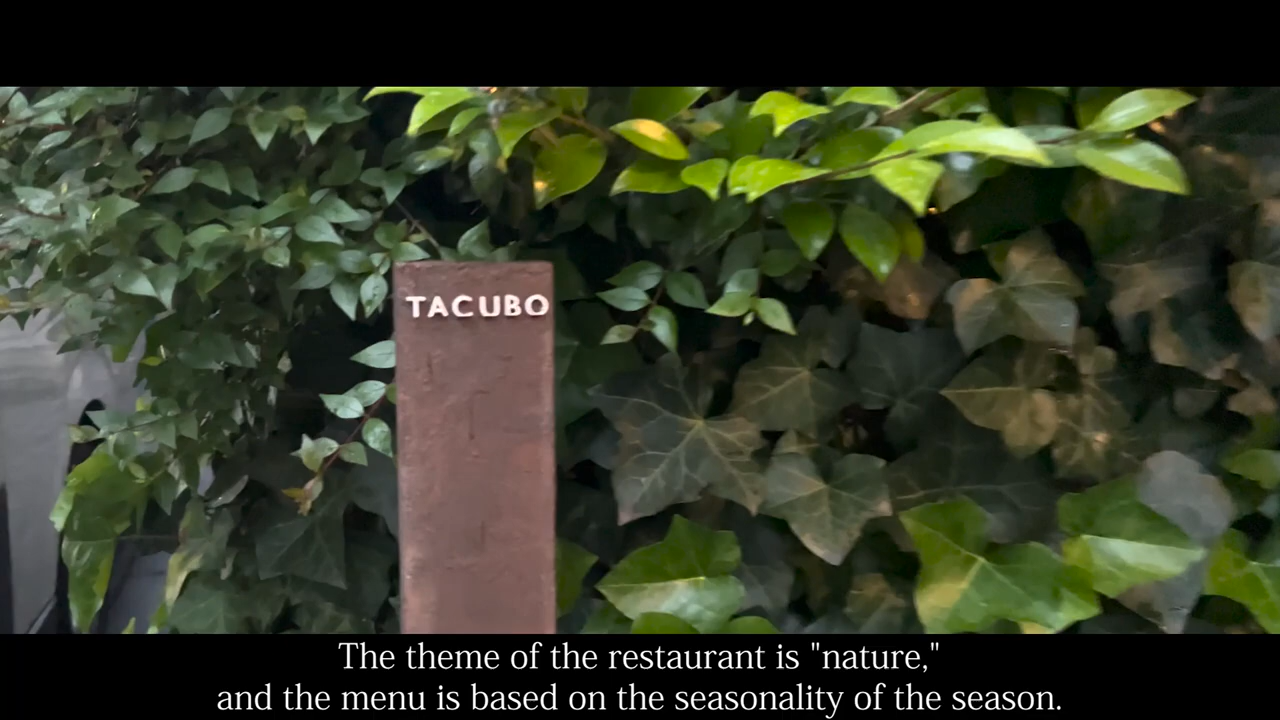 TACUBO
The theme of the restaurant is "nature,"
and the menu is based on the seasonality of the season.